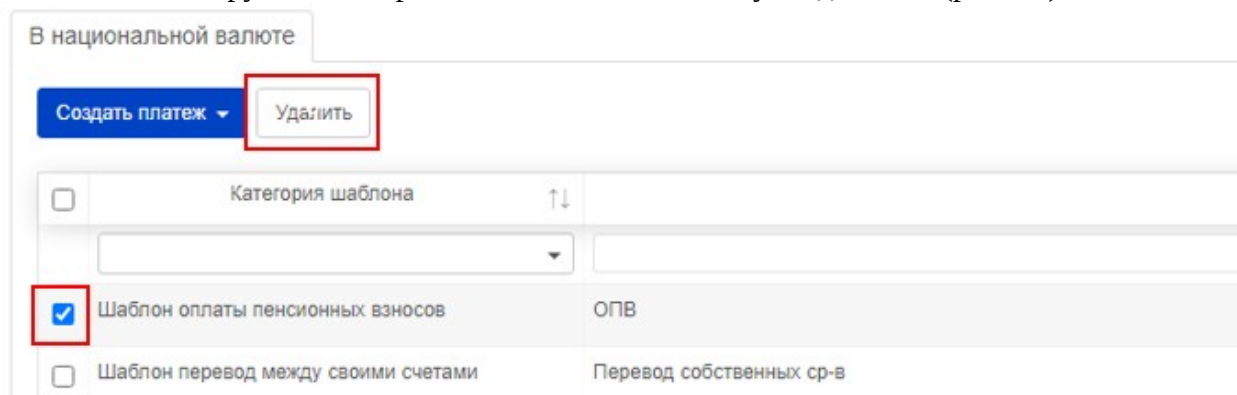 В национальной валюте
Создать платеж Удалить
Категория шаблона
Шаблон оплаты пенсионных взносов ОПВ
Шаблон перевод между своими счетами Перевод собственных ср-в